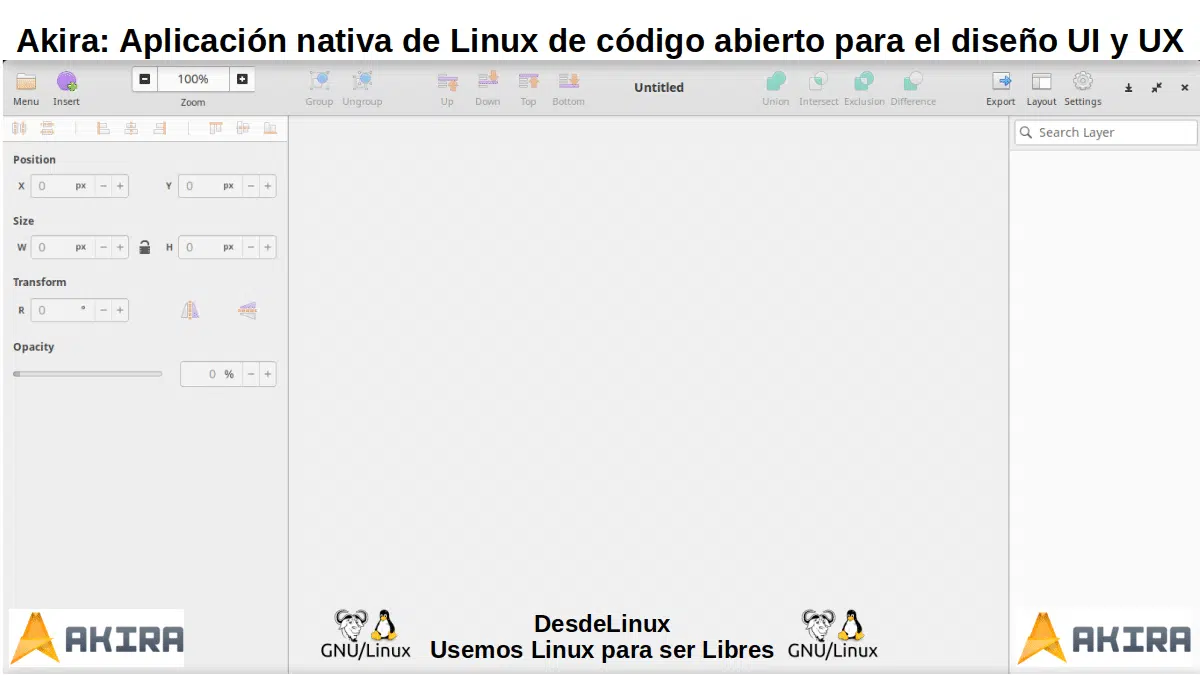 Akira: Aplicación nativa de Linux de código abierto para el diseño UI y UX
Menu Insert
100%
Zoom
Group Ungroup
Up Down Top Bottom
Untitled
Union Intersect Exclusion Difference
Export Layout Settings
Search Layer
Position
X 0 px − + Y 0 px − +
Size
W 0 px − + H 0 px − +
Transform
R 0 ° − +
Opacity
0 % − +
AKIRA
GNU/Linux
DesdeLinux
Usemos Linux para ser Libres
GNU/Linux
AKIRA